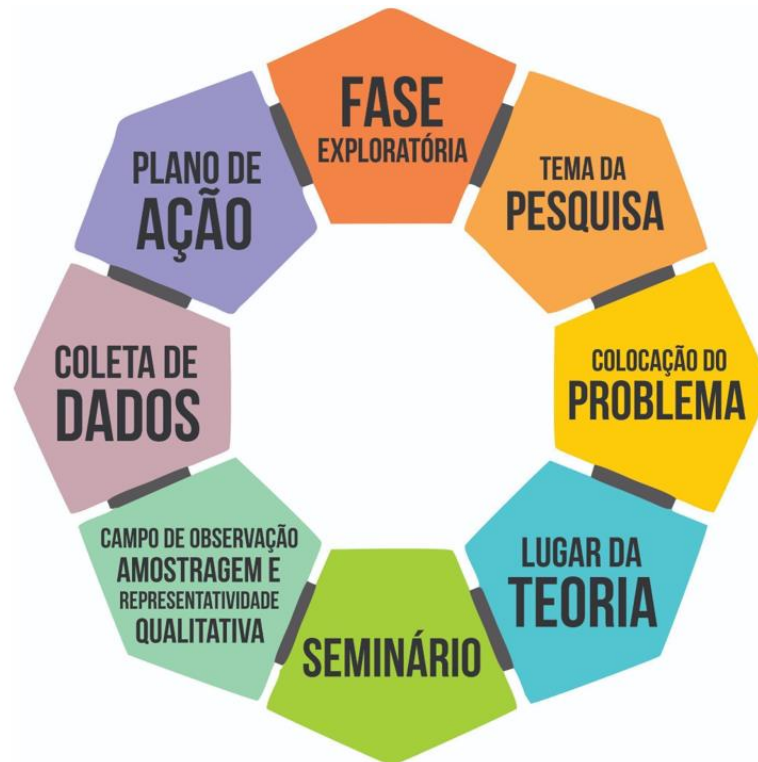 FASE
EXPLORATÓRIA
TEMA DA
PESQUISA
COLOCAÇÃO DO
PROBLEMA
LUGAR DA
TEORIA
SEMINÁRIO
CAMPO DE OBSERVAÇÃO
AMOSTRAGEM E
REPRESENTATIVIDADE
QUALITATIVA
COLETA DE
DADOS
PLANO DE
AÇÃO